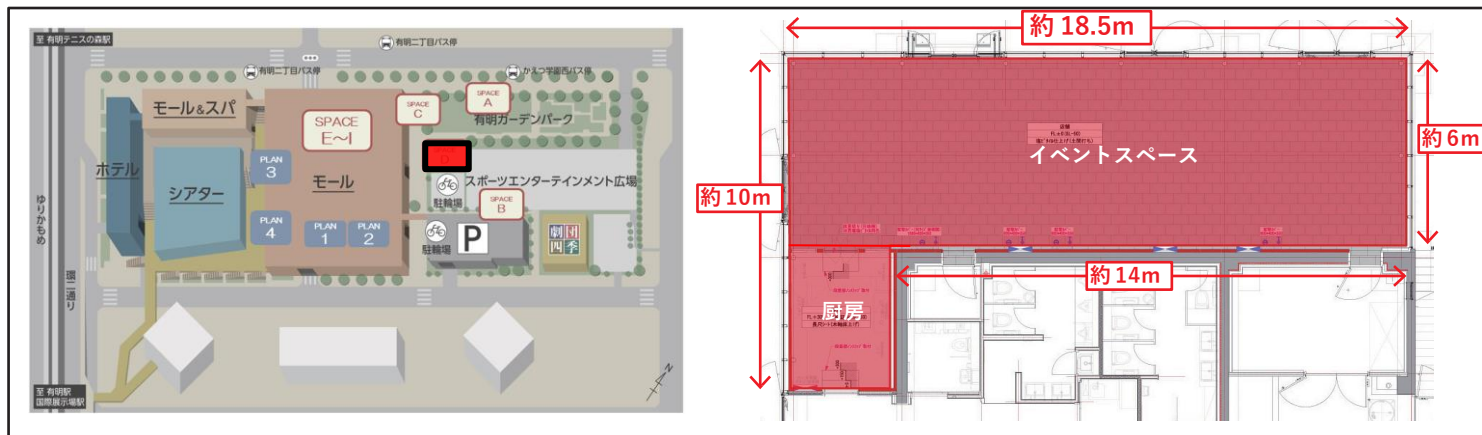 至 有明テニスの森駅
有明二丁目バス停
有明二丁目バス停
かえつ学園西バス停
モール&スパ
SPACE
C
SPACE
A
有明ガーデンパーク
SPACE
E~I
ホテル
シアター
PLAN
3
モール
スポーツエンターテインメント広場
駐輪場
SPACE
B
PLAN
4
PLAN
1
PLAN
2
駐輪場
P
劇団
四季
ゆりかもめ
環二通り
至 有明駅
国際展示場駅
N
約 18.5m
約 6m
イベントスペース
約 10m
約 14m
厨房